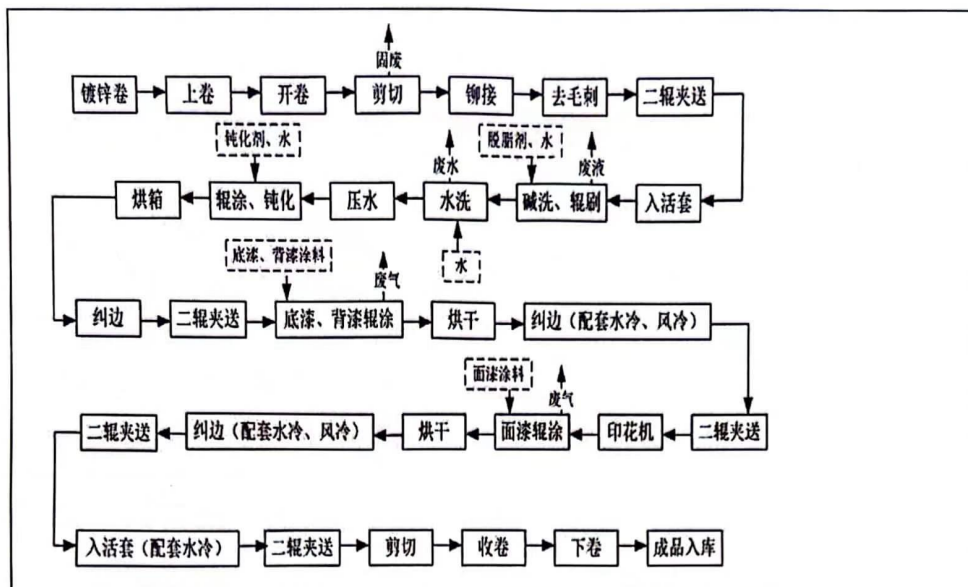 固废
镀锌卷 上卷 开卷 剪切 铆接 去毛刺 二辊夹送
钝化剂、水 废水 脱脂剂、水 废液
烘箱 辊涂、钝化 压水 水洗 碱洗、辊刷 入活套
底漆、背漆涂料 废气 水
纠边 二辊夹送 底漆、背漆辊涂 烘干 纠边(配套水冷、风冷)
面漆涂料 废气
二辊夹送 纠边(配套水冷、风冷) 烘干 面漆辊涂 印花机 二辊夹送
入活套(配套水冷) 二辊夹送 剪切 收卷 下卷 成品入库